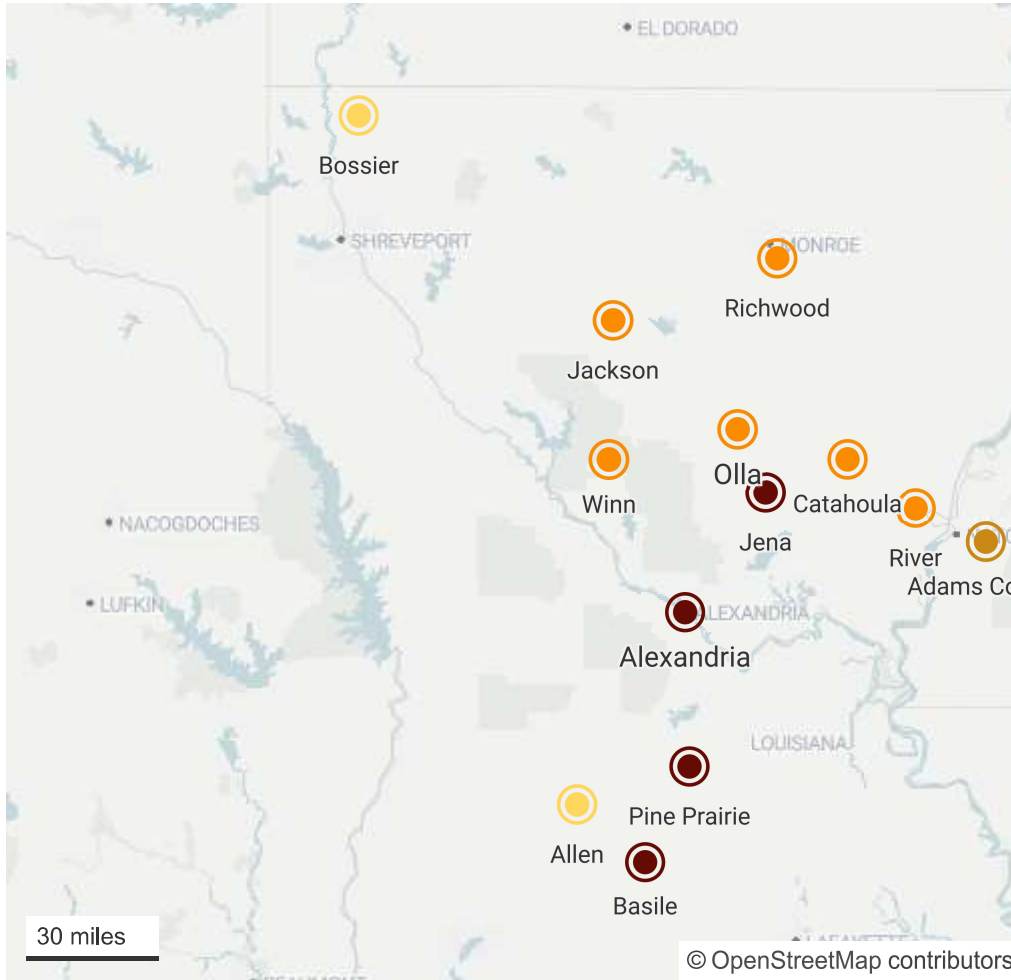 EL DORADO
Bossier
SHREVEPORT
MONROE
Richwood
Jackson
Olla
Winn
Catahoula
NACOGDOCHES
Jena
River
Adams Co
LUFKIN
ALEXANDRIA
Alexandria
LOUISIANA
Pine Prairie
Allen
Basile
30 miles
LAFAYETTE
© OpenStreetMap contributors